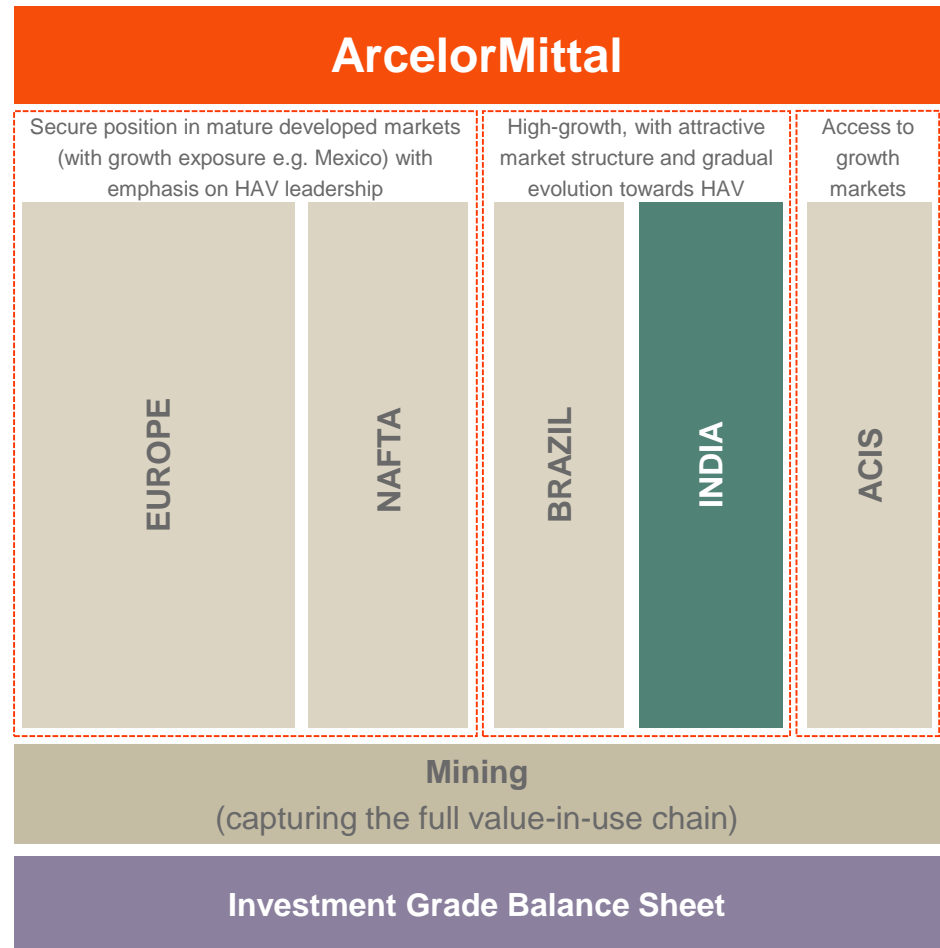 ArcelorMittal
Secure position in mature developed markets
(with growth exposure e.g. Mexico) with
emphasis on HAV leadership
High-growth, with attractive
market structure and gradual
evolution towards HAV
Access to
growth
markets
EUROPE
NAFTA
BRAZIL
INDIA
ACIS
Mining
(capturing the full value-in-use chain)
Investment Grade Balance Sheet